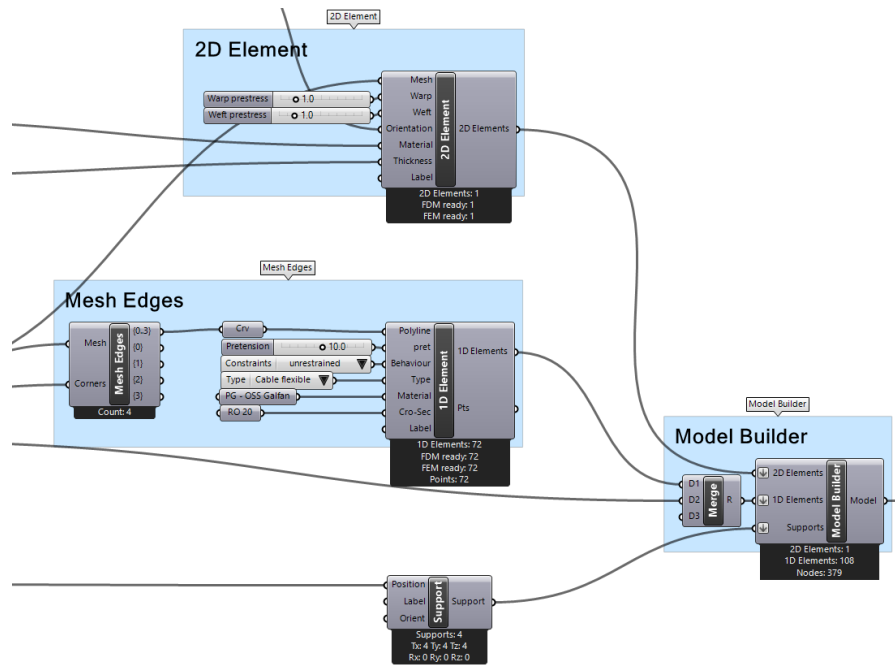 2D Element
2D Element
Warp prestress 1.0
Weft prestress 1.0
Mesh
Warp
Weft
Orientation
Material
Thickness
Label
2D Element
2D Elements
2D Elements: 1
FDM ready: 1
FEM ready: 1
Mesh Edges
Mesh Edges
Mesh
Corners
Mesh Edges
{0..3}
{0}
{1}
{2}
{3}
Count: 4
Crv
Pretension 10.0
Constraints unrestrained
Type Cable flexible
PG - OSS Galfan
RO 20
Polyline
pret
Behaviour
Type
Material
Cro-Sec
Label
1D Element
1D Elements
Pts
1D Elements: 72
FDM ready: 72
FEM ready: 72
Points: 72
Model Builder
Model Builder
D1
D2
D3
Merge
R
2D Elements
1D Elements
Supports
Model Builder
Model
2D Elements: 1
1D Elements: 108
Nodes: 379
Position
Label
Orient
Support
Support
Supports: 4
Tx: 4 Ty: 4 Tz: 4
Rx: 0 Ry: 0 Rz: 0